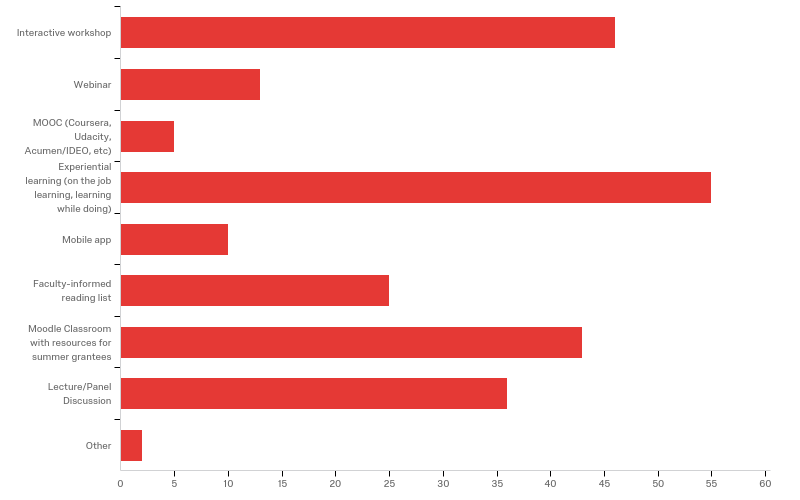 Interactive workshop
Webinar
MOOC (Coursera,
Udacity,
Acumen/IDEO, etc)
Experiential
learning (on the job
learning, learning
while doing)
Mobile app
Faculty-informed
reading list
Moodle Classroom
with resources for
summer grantees
Lecture/Panel
Discussion
Other
0 5 10 15 20 25 30 35 40 45 50 55 60